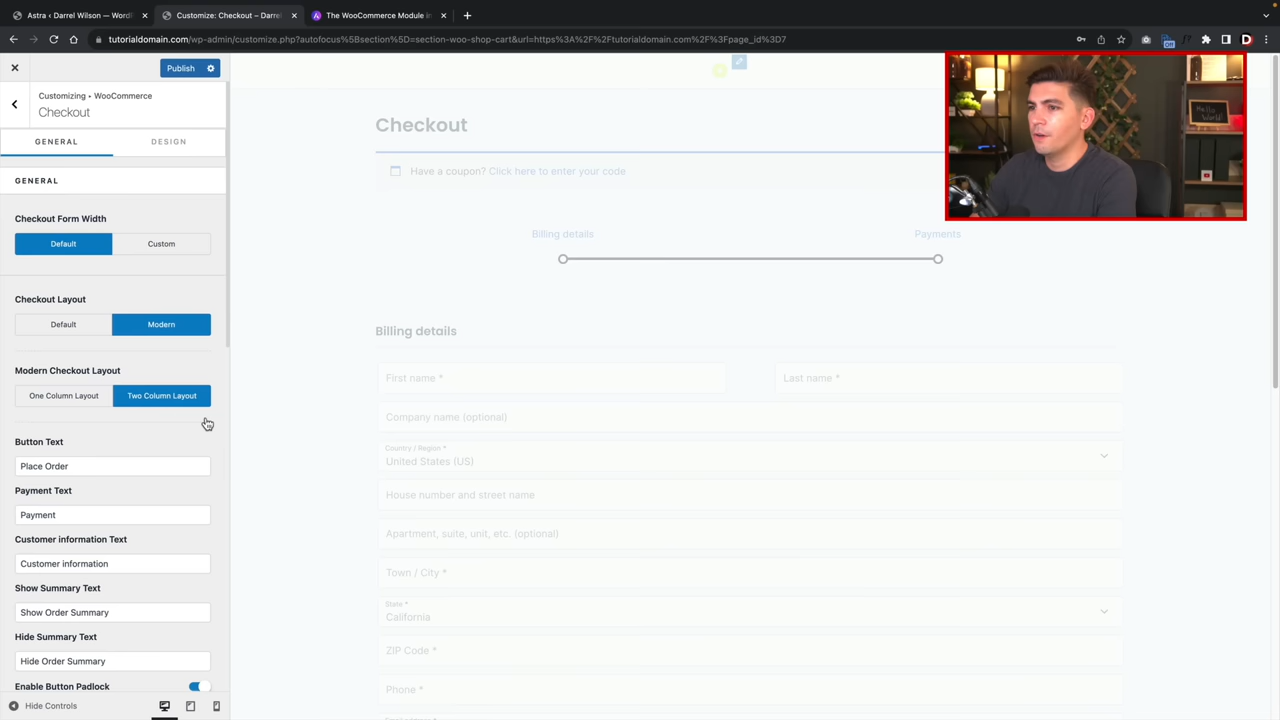 Astra ‹ Darrel Wilson — Word
Customize: Checkout – Darrel
The WooCommerce Module in
tutorialdomain.com/wp-admin/customize.php?autofocus%5Bsection%5D=section-woo-shop-cart&url=https%3A%2F%2Ftutorialdomain.com%2F%3Fpage_id%3D7
Off
f?
D
Publish
Customizing • WooCommerce
Checkout
GENERAL
DESIGN
GENERAL
Checkout Form Width
Default
Custom
Checkout Layout
Default
Modern
Modern Checkout Layout
One Column Layout
Two Column Layout
Button Text
Place Order
Payment Text
Payment
Customer information Text
Customer information
Show Summary Text
Show Order Summary
Hide Summary Text
Hide Order Summary
Enable Button Padlock
Hide Controls
Checkout
Have a coupon? Click here to enter your code
Billing details
Payments
Billing details
First name *
Last name *
Company name (optional)
Country / Region *
United States (US)
House number and street name
Apartment, suite, unit, etc. (optional)
Town / City *
State *
California
ZIP Code *
Phone *
Hello
World!